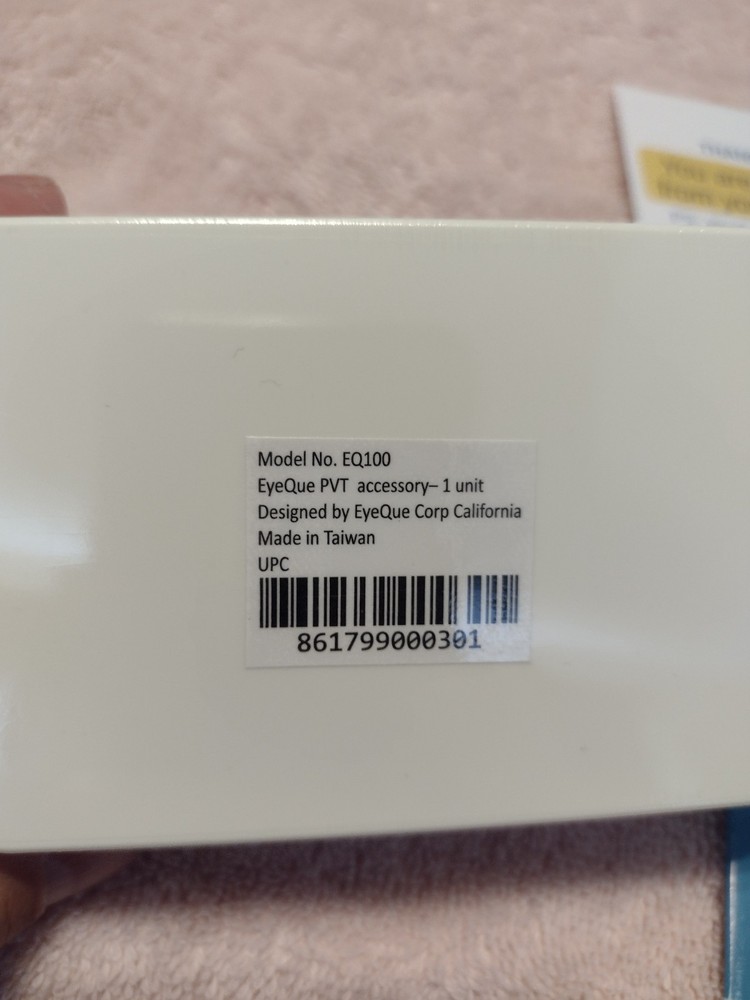 Model No. EQ100
EyeQue PVT accessory– 1 unit
Designed by EyeQue Corp California
Made in Taiwan
UPC
861799000301